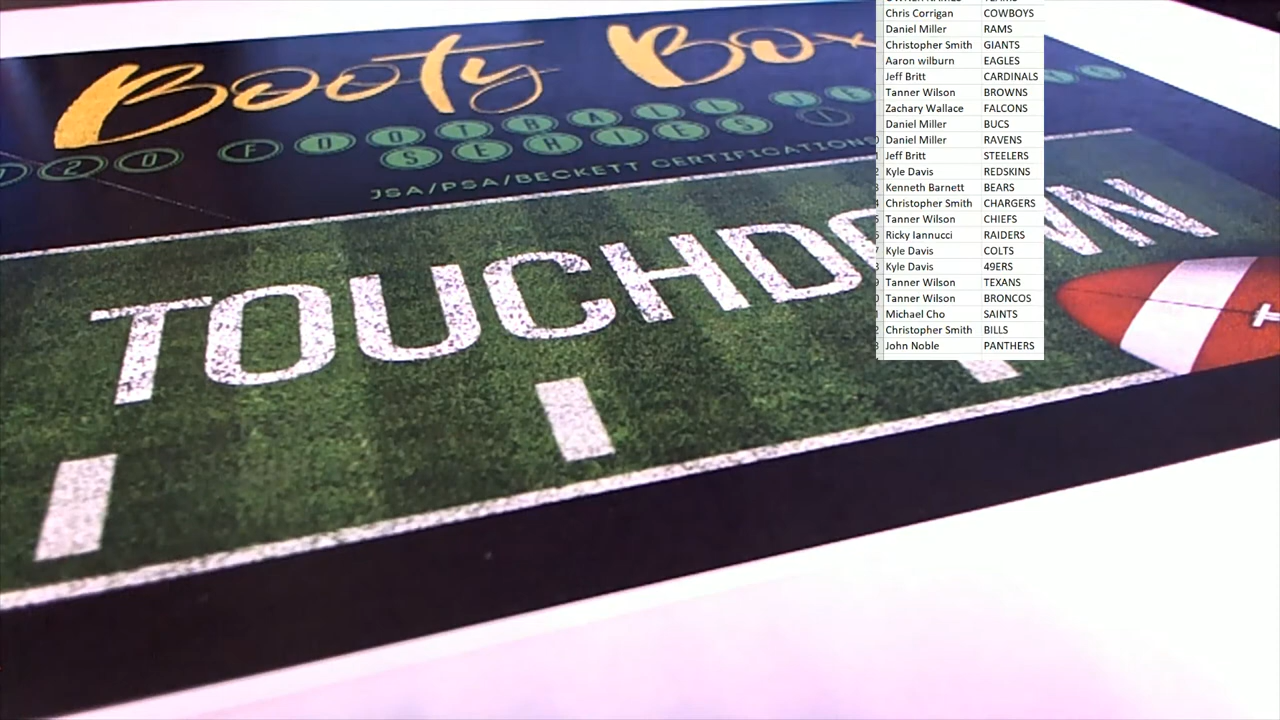 Booty Box
2020 FOOTBALL
SERIES I
JSA/PSA/BECKETT CERTIFICATIONS
TOUCHDOWN
H
Chris Corrigan COWBOYS
Daniel Miller RAMS
Christopher Smith GIANTS
Aaron wilburn EAGLES
Jeff Britt CARDINALS
Tanner Wilson BROWNS
Zachary Wallace FALCONS
Daniel Miller BUCS
Daniel Miller RAVENS
Jeff Britt STEELERS
Kyle Davis REDSKINS
Kenneth Barnett BEARS
Christopher Smith CHARGERS
Tanner Wilson CHIEFS
Ricky Iannucci RAIDERS
Kyle Davis COLTS
Kyle Davis 49ERS
Tanner Wilson TEXANS
Tanner Wilson BRONCOS
Michael Cho SAINTS
Christopher Smith BILLS
John Noble PANTHERS